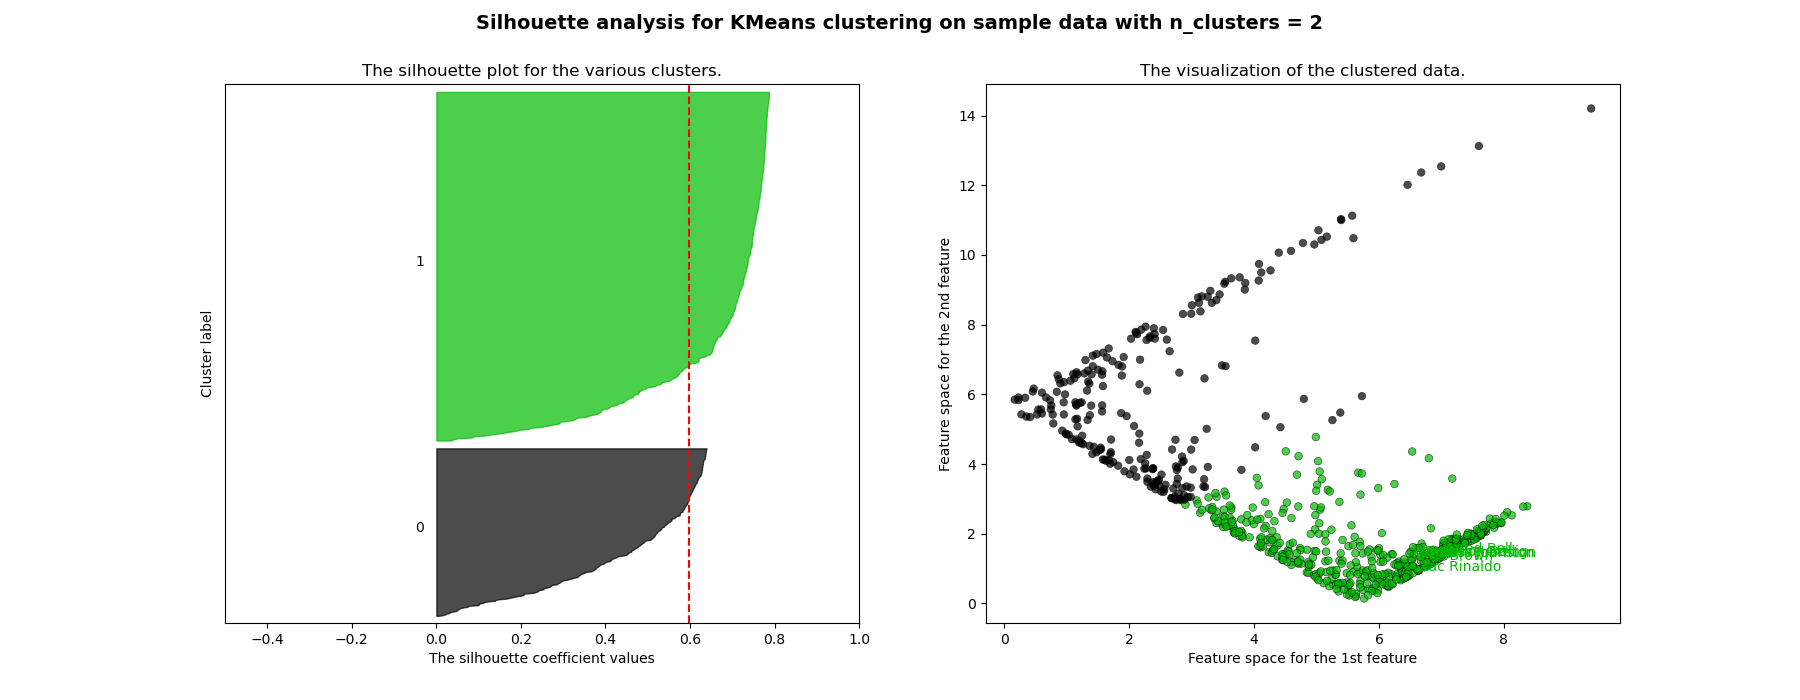 Silhouette analysis for KMeans clustering on sample data with n_clusters = 2
The silhouette plot for the various clusters.
Cluster label
1
0
−0.4 −0.2 0.0 0.2 0.4 0.6 0.8 1.0
The silhouette coefficient values
The visualization of the clustered data.
Feature space for the 2nd feature
14
12
10
8
6
4
2
0
Rinaldo
0 2 4 6 8
Feature space for the 1st feature